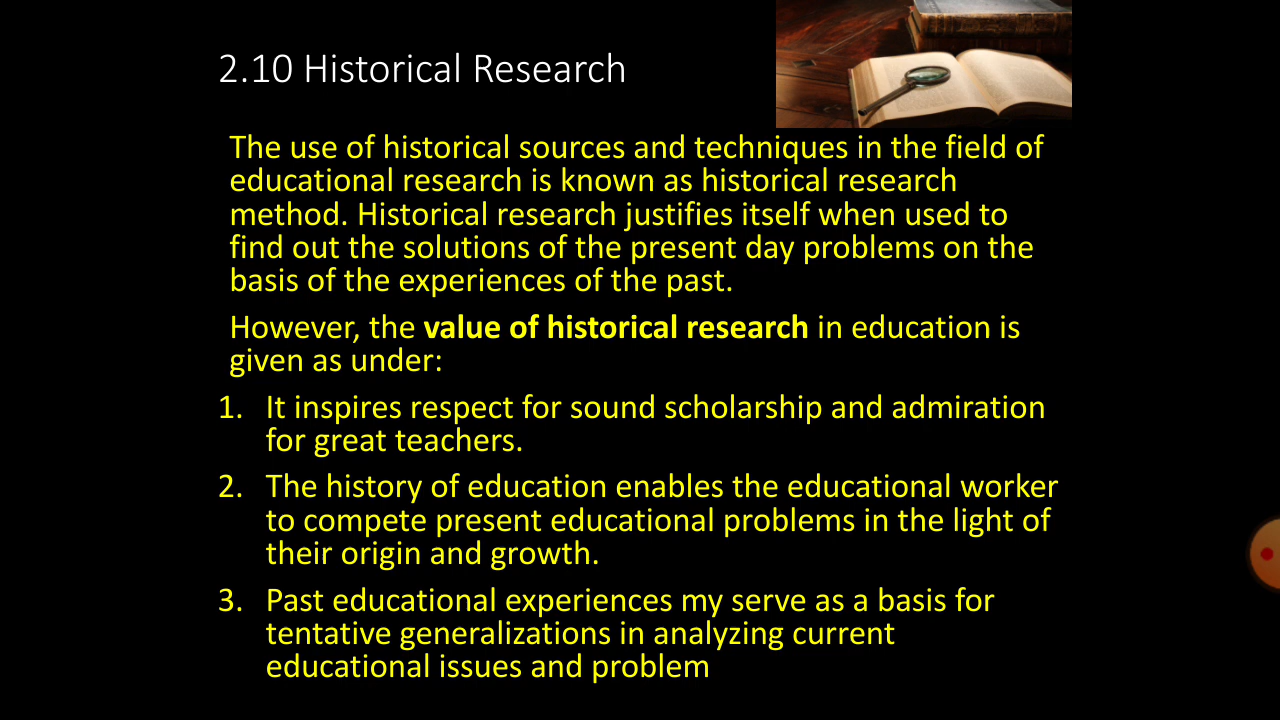 2.10 Historical Research
The use of historical sources and techniques in the field of
educational research is known as historical research
method. Historical research justifies itself when used to
find out the solutions of the present day problems on the
basis of the experiences of the past.
However, the value of historical research in education is
given as under:
1. It inspires respect for sound scholarship and admiration
for great teachers.
2. The history of education enables the educational worker
to compete present educational problems in the light of
their origin and growth.
3. Past educational experiences my serve as a basis for
tentative generalizations in analyzing current
educational issues and problem